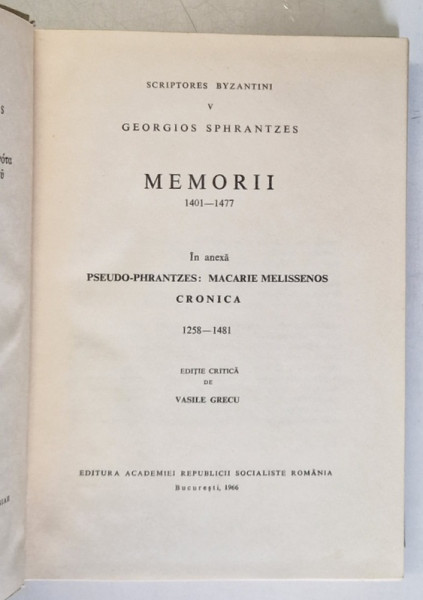 SCRIPTORES BYZANTINI
V
GEORGIOS SPHRANTZES
MEMORII
1401—1477
In anexă
PSEUDO-PHRANTZES: MACARIE MELISSENOS
CRONICA
1258—1481
EDIȚIE CRITICĂ
DE
VASILE GRECU
EDITURA ACADEMIEI REPUBLICII SOCIALISTE ROMÂNIA
București, 1966